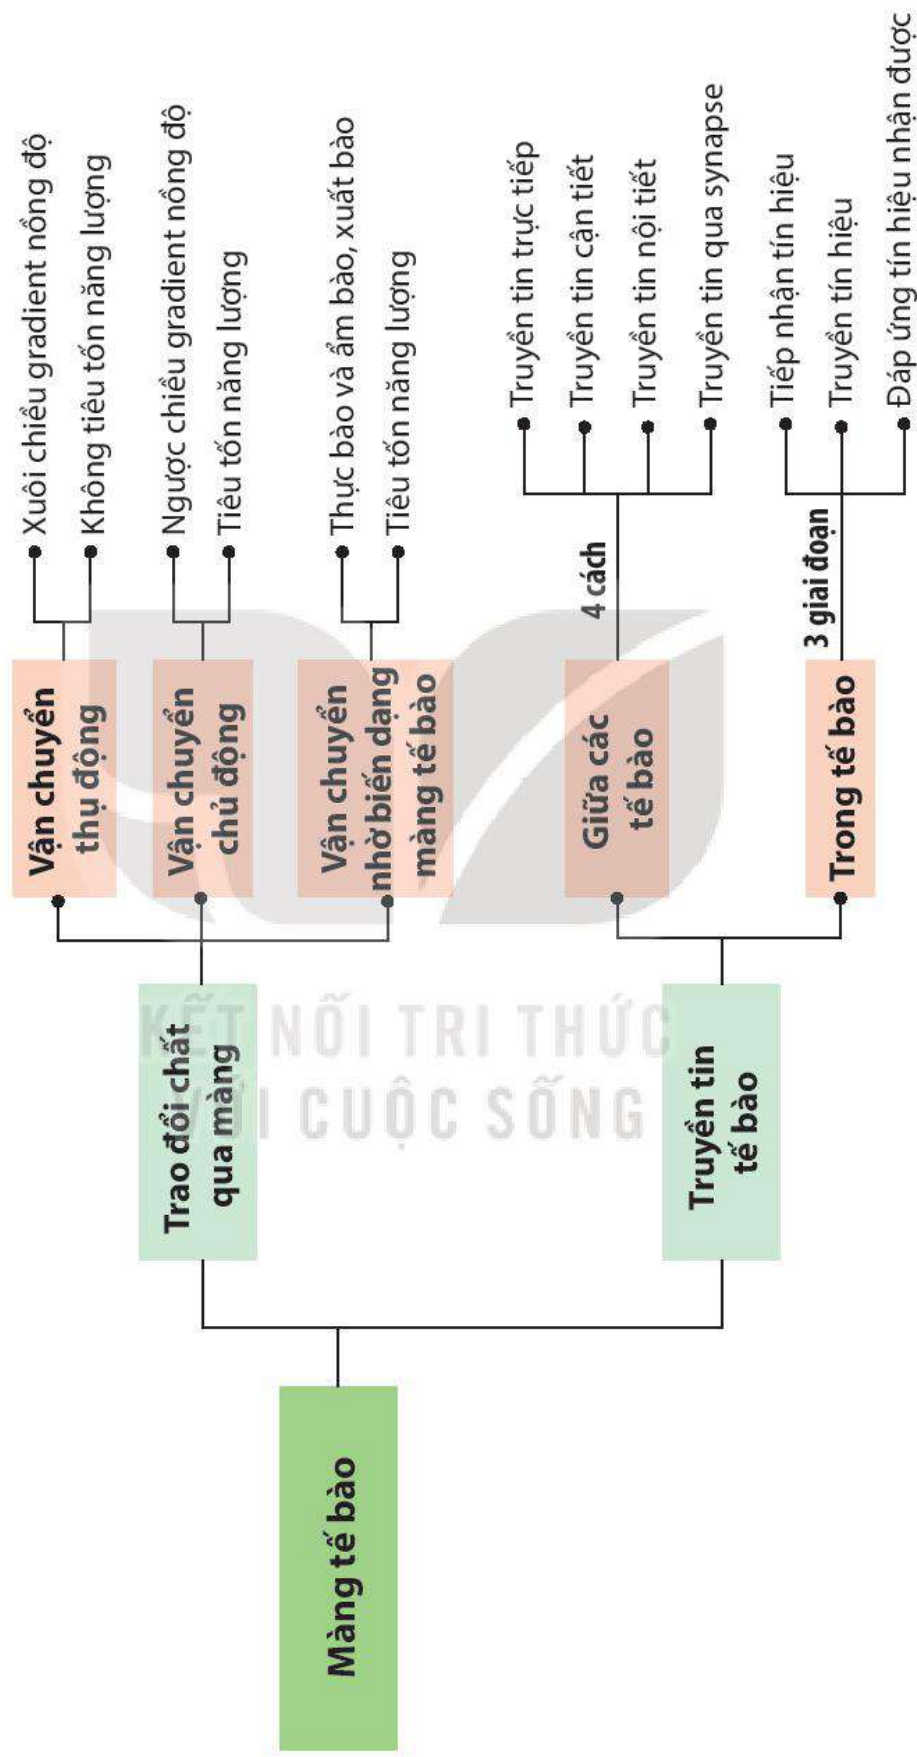 Màng tế bào
Trao đổi chất
qua màng
Vận chuyển
thụ động
Xuôi chiều gradient nồng độ
Không tiêu tốn năng lượng
Vận chuyển
chủ động
Ngược chiều gradient nồng độ
Tiêu tốn năng lượng
Vận chuyển
nhờ biến dạng
màng tế bào
Thực bào và ẩm bào, xuất bào
Tiêu tốn năng lượng
Truyền tin
tế bào
Giữa các
tế bào
4 cách
Truyền tin trực tiếp
Truyền tin cận tiết
Truyền tin nội tiết
Truyền tin qua synapse
Trong tế bào
3 giai đoạn
Tiếp nhận tín hiệu
Truyền tín hiệu
Đáp ứng tín hiệu nhận được
KẾT NỐI TRI THỨC
VỚI CUỘC SỐNG